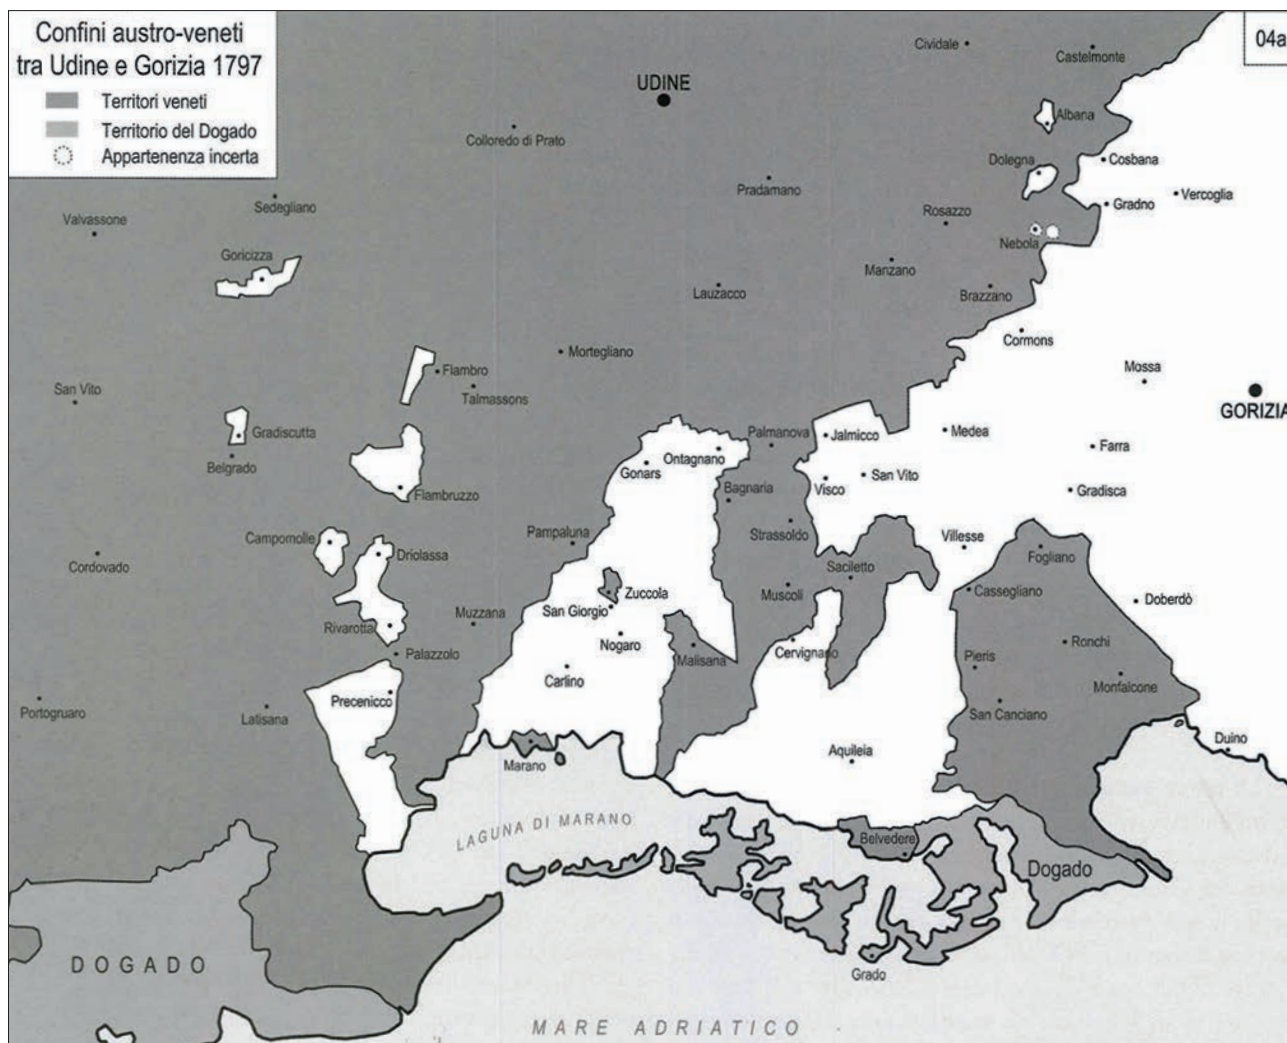 Confini austro-veneti
tra Udine e Gorizia 1797
Territori veneti
Territorio del Dogado
Appartenenza incerta
04a
Cividale
Castelmonte
UDINE
Albana
Colloredo di Prato
Dolegna
Cosbana
Pradamano
Vercoglia
Sedegliano
Gradno
Valvassone
Rosazzo
Nebola
Goricizza
Manzano
Lauzacco
Brazzano
Cormons
Mortegliano
Mossa
Flambro
San Vito
Talmassons
GORIZIA
Gradiscutta
Palmanova
Jalmicco
Medea
Farra
Belgrado
Ontagnano
Gonars
San Vito
Visco
Bagnaria
Gradisca
Flambruzzo
Pampaluna
Strassoldo
Villesse
Campomolle
Driolassa
Fogliano
Cordovado
Saciletto
Zuccola
Muscoli
Cassegliano
Doberdò
San Giorgio
Muzzana
Rivarotta
Nogaro
Ronchi
Palazzolo
Malisana
Cervignano
Pieris
Carlino
Monfalcone
Precenicco
Portogruaro
Latisana
San Canciano
Duino
Marano
Aquileia
LAGUNA DI MARANO
Belvedere
Dogado
DOGADO
Grado
MARE ADRIATICO